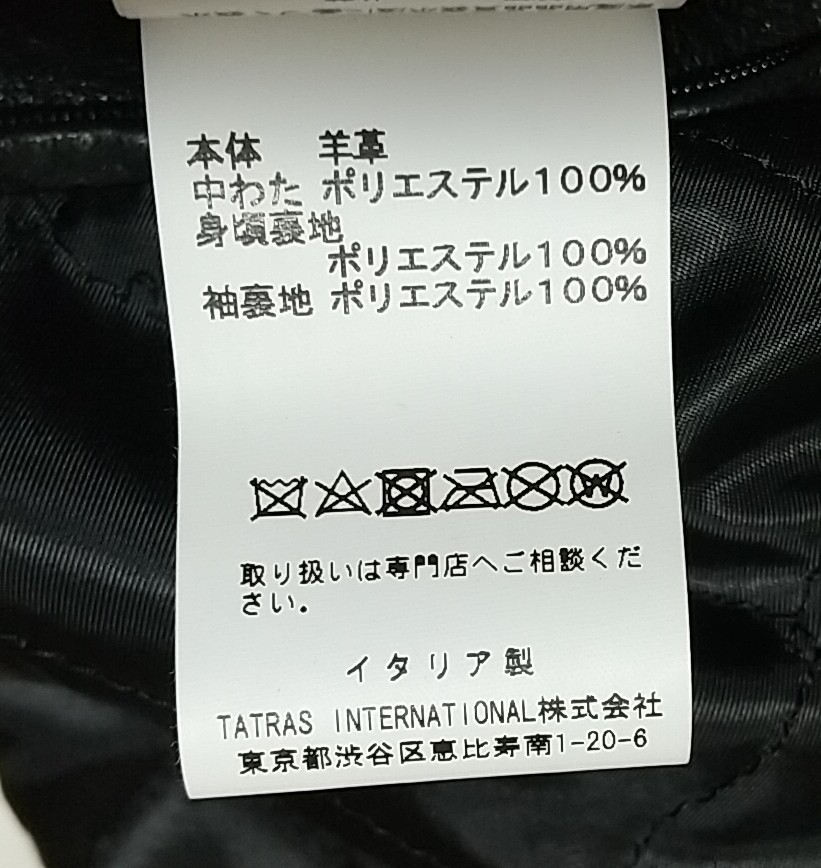 本体 羊革
中わた ポリエステル100%
身頃裏地
ポリエステル100%
袖裏地 ポリエステル100%
W
取り扱いは専門店へご相談くだ
さい。
イタリア製
TATRAS INTERNATIONAL株式会社
東京都渋谷区恵比寿南1-20-6